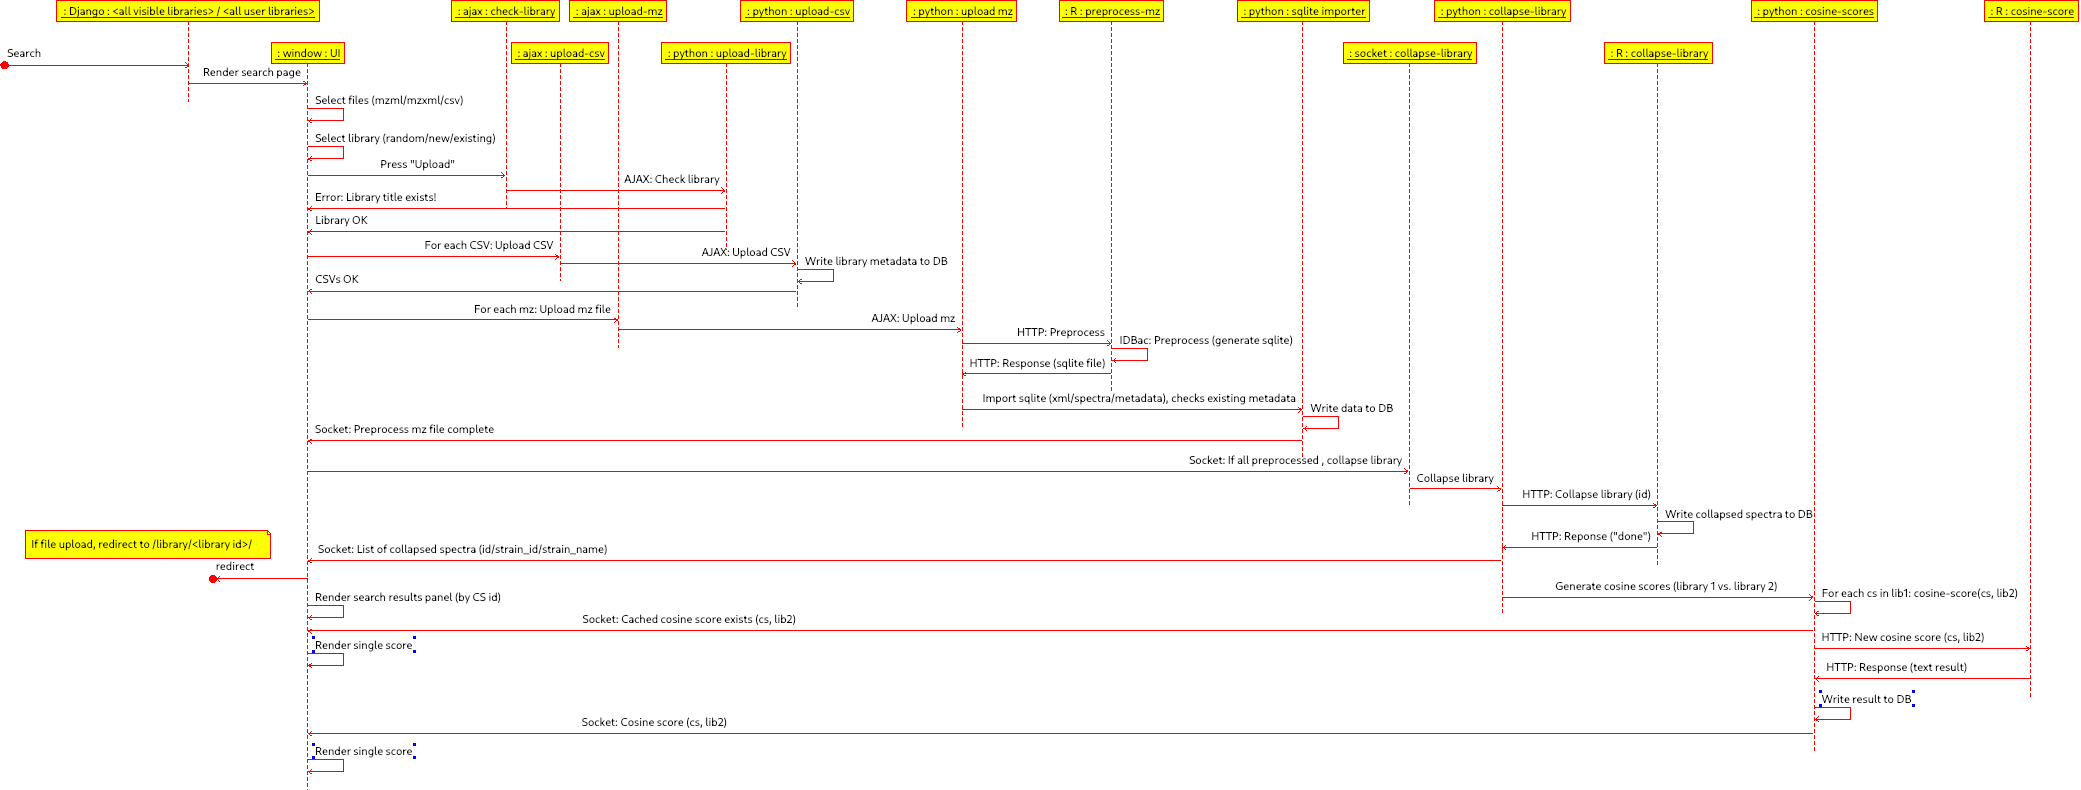 : Django : <all visible libraries> / <all user libraries>
: ajax : check-library
: ajax : upload-mz
: python : upload-csv
: python : upload mz
: R : preprocess-mz
: python : sqlite importer
: python : collapse-library
: python : cosine-scores
: R : cosine-score
Search
: window : UI
: ajax : upload-csv
: python : upload-library
: socket : collapse-library
: R : collapse-library
Render search page
Select files (mzml/mzxml/csv)
Select library (random/new/existing)
Press "Upload"
AJAX: Check library
Error: Library title exists!
Library OK
For each CSV: Upload CSV
AJAX: Upload CSV
Write library metadata to DB
CSVs OK
For each mz: Upload mz file
AJAX: Upload mz
HTTP: Preprocess
IDBac: Preprocess (generate sqlite)
HTTP: Response (sqlite file)
Import sqlite (xml/spectra/metadata), checks existing metadata
Write data to DB
Socket: Preprocess mz file complete
Socket: If all preprocessed , collapse library
Collapse library
HTTP: Collapse library (id)
Write collapsed spectra to DB
HTTP: Reponse ("done")
If file upload, redirect to /library/<library id>/
Socket: List of collapsed spectra (id/strain_id/strain_name)
redirect
Generate cosine scores (library 1 vs. library 2)
For each cs in lib1: cosine-score(cs, lib2)
Render search results panel (by CS id)
Socket: Cached cosine score exists (cs, lib2)
HTTP: New cosine score (cs, lib2)
Render single score
HTTP: Response (text result)
Write result to DB
Socket: Cosine score (cs, lib2)
Render single score